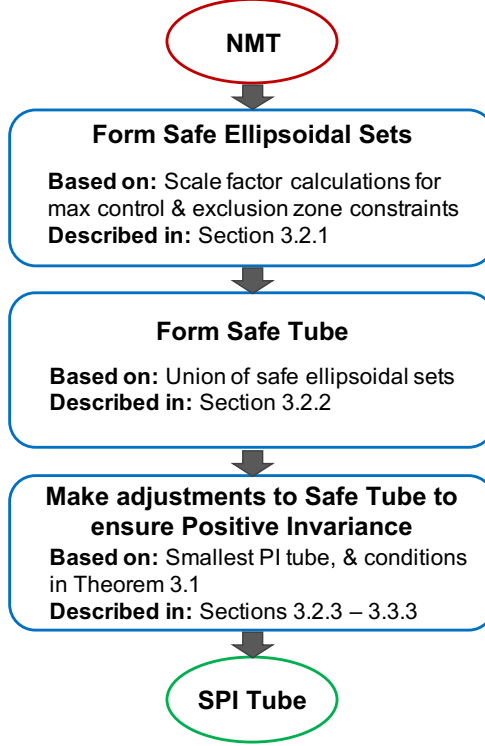 NMT
Form Safe Ellipsoidal Sets
Based on: Scale factor calculations for
max control & exclusion zone constraints
Described in: Section 3.2.1
Form Safe Tube
Based on: Union of safe ellipsoidal sets
Described in: Section 3.2.2
Make adjustments to Safe Tube to
ensure Positive Invariance
Based on: Smallest PI tube, & conditions
in Theorem 3.1
Described in: Sections 3.2.3 – 3.3.3
SPI Tube